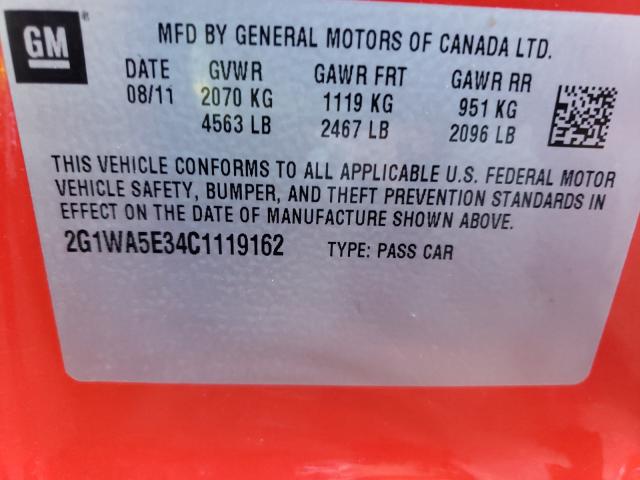 GM
MFD BY GENERAL MOTORS OF CANADA LTD.
DATE GVWR GAWR FRT GAWR RR
08/11 2070 KG 1119 KG 951 KG
4563 LB 2467 LB 2096 LB
THIS VEHICLE CONFORMS TO ALL APPLICABLE U.S. FEDERAL MOTOR
VEHICLE SAFETY, BUMPER, AND THEFT PREVENTION STANDARDS IN
EFFECT ON THE DATE OF MANUFACTURE SHOWN ABOVE.
2G1WA5E34C1119162 TYPE: PASS CAR